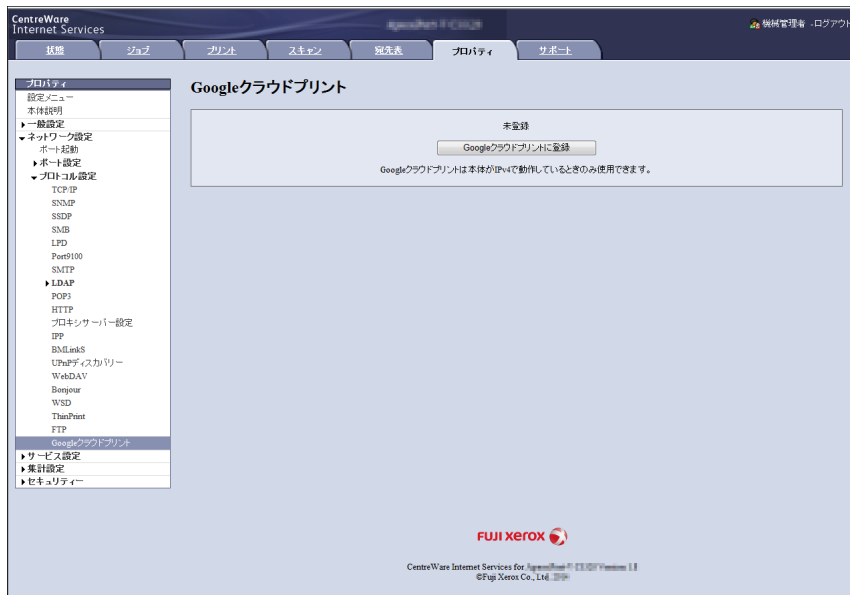 CentreWare
Internet Services
機械管理者 -ログアウト
状態 ジョブ プリント スキャン 宛先表 プロパティ サポート
プロパティ
設定メニュー
本体説明
一般設定
ネットワーク設定
ポート起動
ポート設定
プロトコル設定
TCP/IP
SNMP
SSDP
SMB
LPD
Port9100
SMTP
LDAP
POP3
HTTP
プロキシサーバー設定
IPP
BMLinkS
UPnPディスカバリー
WebDAV
Bonjour
WSD
ThinPrint
FTP
Googleクラウドプリント
サービス設定
集計設定
セキュリティー
Googleクラウドプリント
未登録
Googleクラウドプリントに登録
Googleクラウドプリントは本体がIPv4で動作しているときのみ使用できます。
FUJI xerox
CentreWare Internet Services for
©Fuji Xerox Co., Ltd.